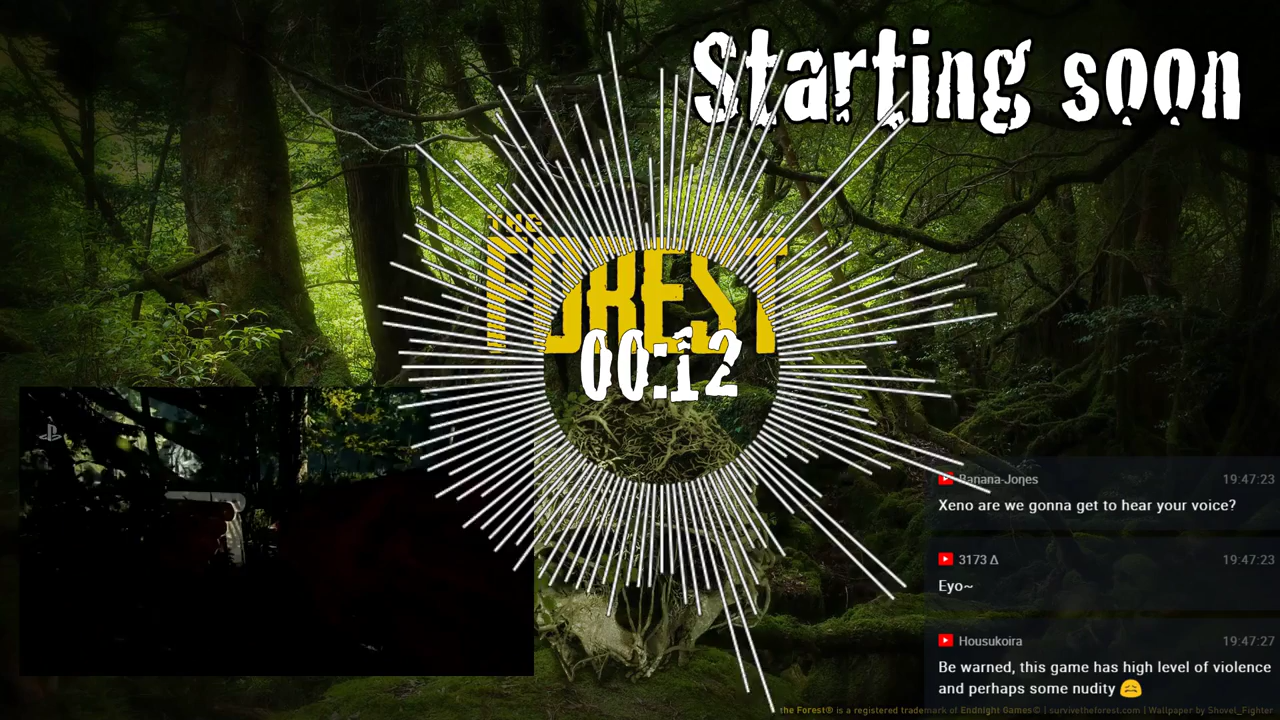 Starting soon
THE
FOREST
00:12
Banana Jones 19:47:23
Xeno are we gonna get to hear your voice?
3173 Δ 19:47:23
Eyo~
Housukoira 19:47:27
Be warned, this game has high level of violence
and perhaps some nudity 😩
the Forest® is a registered trademark of Endnight Games© | survivetheforest.com | Wallpaper by Shovel_Fighter